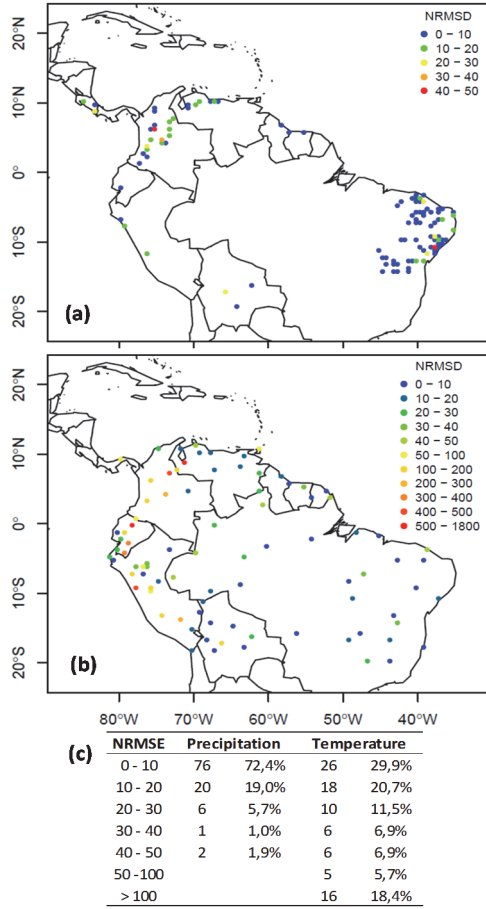 NRMSD
0 – 10
10 – 20
20 – 30
30 – 40
40 – 50
20°N
10°N
0°
10°S
20°S
(a)
NRMSD
0 – 10
10 – 20
20 – 30
30 – 40
40 – 50
50 – 100
100 – 200
200 – 300
300 – 400
400 – 500
500 – 1800
20°N
10°N
0°
10°S
20°S
(b)
80°W 70°W 60°W 50°W 40°W
(c)
NRMSE Precipitation Temperature
0 - 10 76 72,4% 26 29,9%
10 - 20 20 19,0% 18 20,7%
20 - 30 6 5,7% 10 11,5%
30 - 40 1 1,0% 6 6,9%
40 - 50 2 1,9% 6 6,9%
50 -100 5 5,7%
> 100 16 18,4%